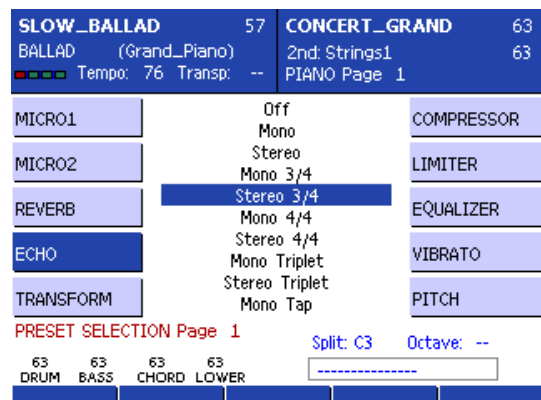 SLOW_BALLAD 57 CONCERT_GRAND 63
BALLAD (Grand_Piano) 2nd: Strings1 63
Tempo: 76 Transp: -- PIANO Page 1
MICRO1
MICRO2
REVERB
ECHO
TRANSFORM
Off
Mono
Stereo
Mono 3/4
Stereo 3/4
Mono 4/4
Stereo 4/4
Mono Triplet
Stereo Triplet
Mono Tap
COMPRESSOR
LIMITER
EQUALIZER
VIBRATO
PITCH
PRESET SELECTION Page 1
Split: C3 Octave: --
63 63 63 63
DRUM BASS CHORD LOWER
---------------